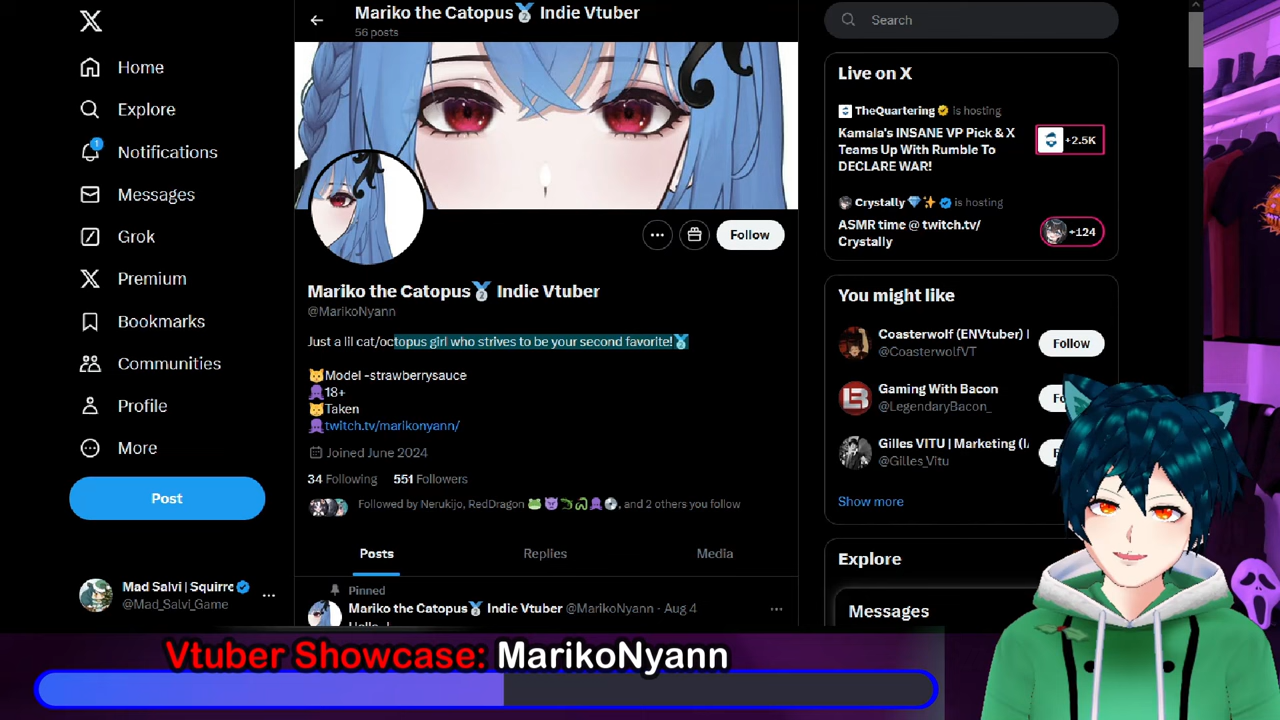 Mariko the Catopus🥈 Indie Vtuber
56 posts
Home
Explore
1
Notifications
Messages
Grok
Premium
Bookmarks
Communities
Profile
More
Post
Mad Salvi | Squirrc
@Mad_Salvi_Game
Follow
Mariko the Catopus🥈 Indie Vtuber
@MarikoNyann
Just a lil cat/octopus girl who strives to be your second favorite!🥈
🐱Model -strawberrysauce
🐙18+
🐱Taken
🐙twitch.tv/marikonyann/
Joined June 2024
34 Following 551 Followers
Followed by Nerukijo, RedDragon, and 2 others you follow
Posts Replies Media
Pinned
Mariko the Catopus🥈 Indie Vtuber @MarikoNyann · Aug 4
Search
Live on X
TheQuartering is hosting
Kamala's INSANE VP Pick & X
Teams Up With Rumble To
DECLARE WAR!
+2.5K
Crystally 💎✨ is hosting
ASMR time @ twitch.tv/
Crystally
+124
You might like
Coasterwolf (ENVtuber) |
@CoasterwolfVT
Follow
Gaming With Bacon
@LegendaryBacon_
Fo
Gilles VITU | Marketing (I
@Gilles_Vitu
F
Show more
Explore
Messages
Vtuber Showcase: MarikoNyann